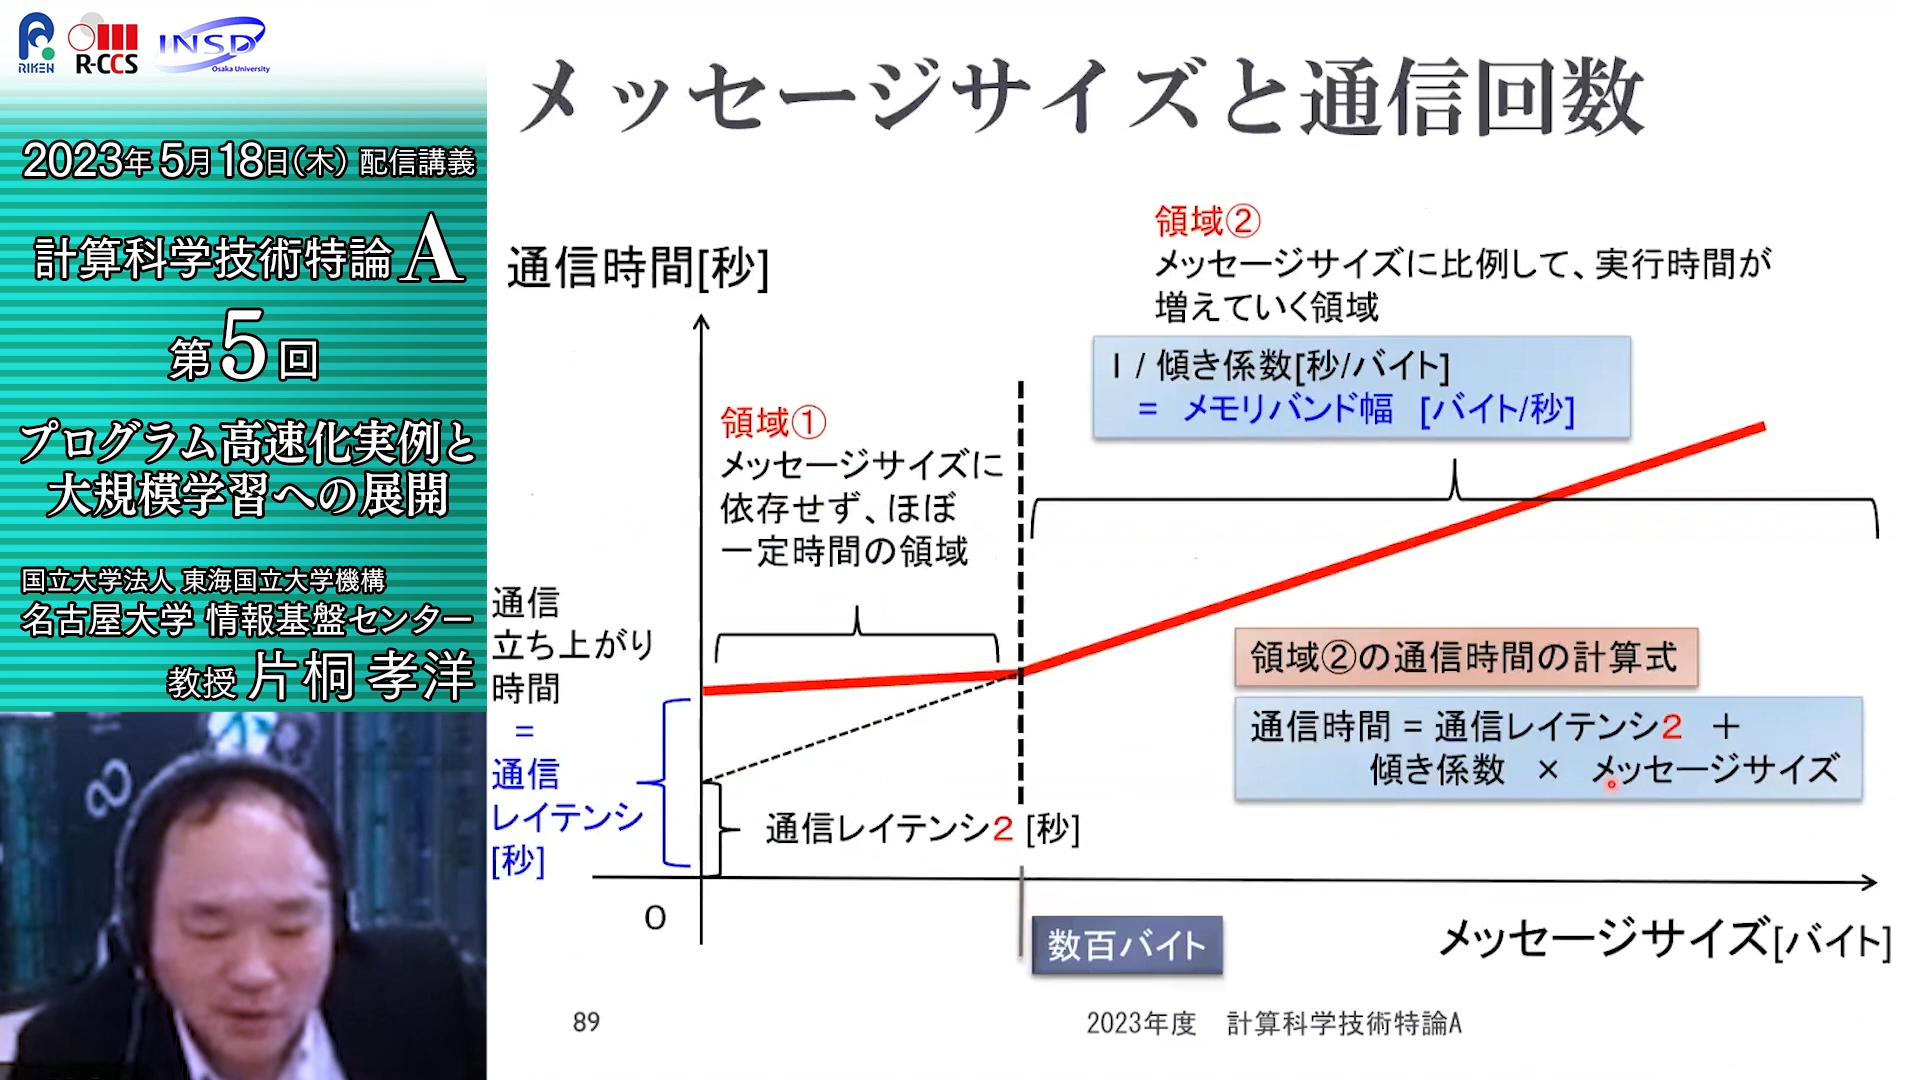 RIKEN
R-CCS
INSD
Osaka University
2023年5月18日(木) 配信講義
計算科学技術特論A
第5回
プログラム高速化実例と
大規模学習への展開
国立大学法人 東海国立大学機構
名古屋大学 情報基盤センター
教授 片桐 孝洋
メッセージサイズと通信回数
通信時間[秒]
領域②
メッセージサイズに比例して、実行時間が
増えていく領域
1 / 傾き係数[秒/バイト]
= メモリバンド幅 [バイト/秒]
領域①
メッセージサイズに
依存せず、ほぼ
一定時間の領域
通信
立ち上がり
時間
=
通信
レイテンシ
[秒]
領域②の通信時間の計算式
通信時間 = 通信レイテンシ2 +
傾き係数 × メッセージサイズ
通信レイテンシ2 [秒]
0
数百バイト
メッセージサイズ[バイト]
89
2023年度 計算科学技術特論A